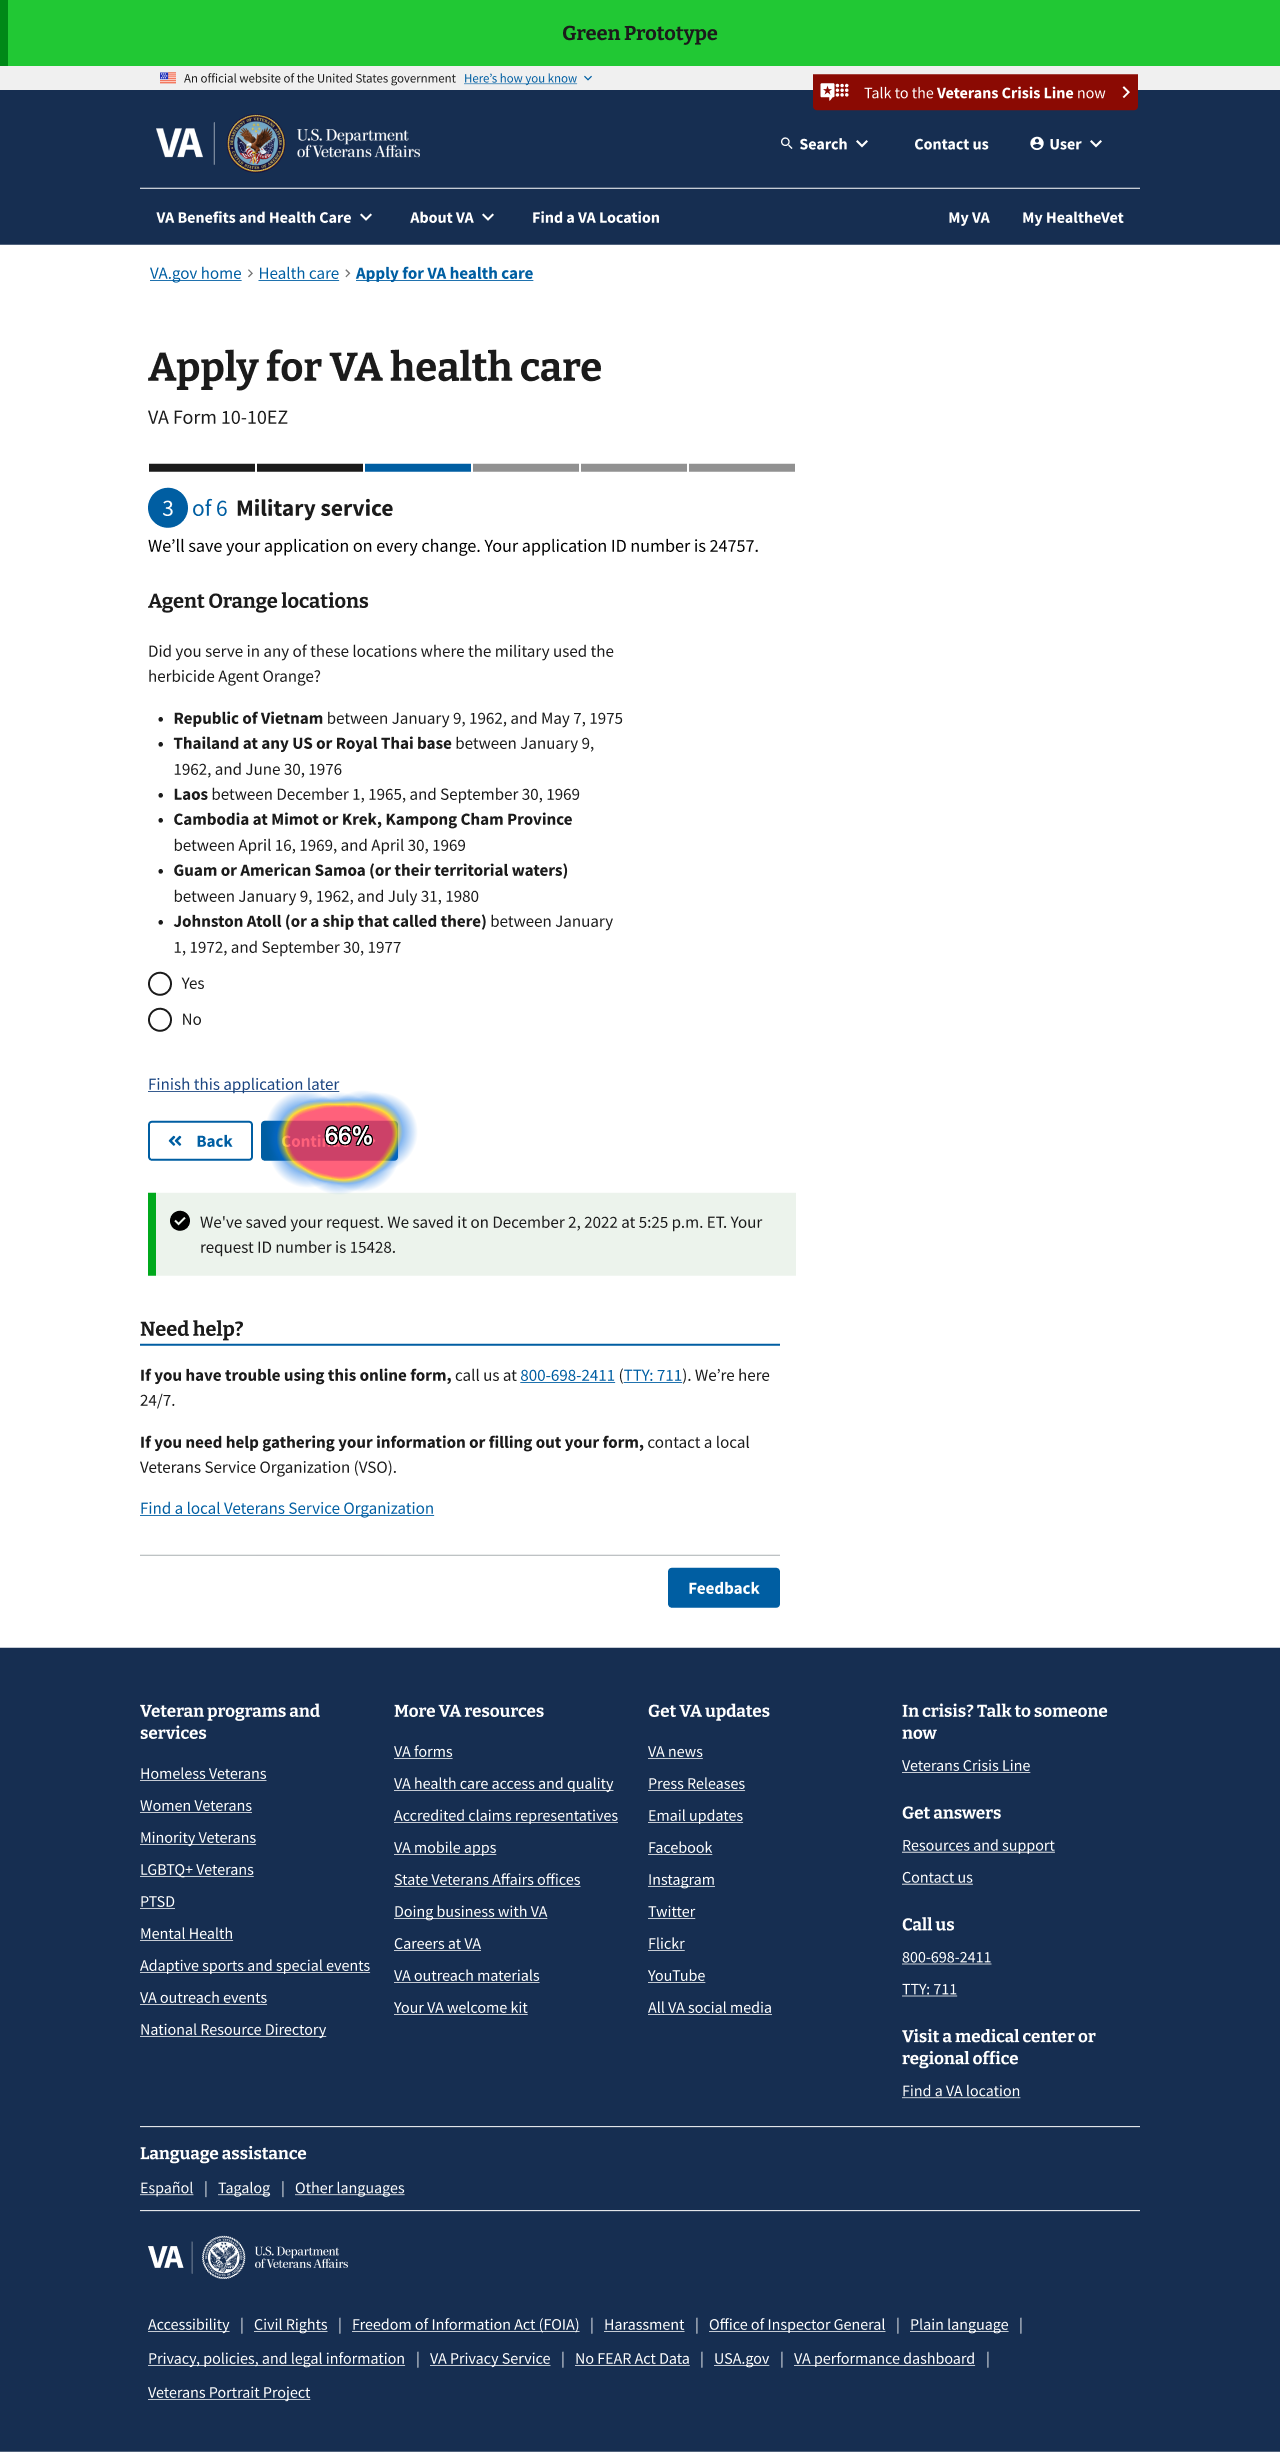 Green Prototype
An official website of the United States government Here's how you know
Talk to the Veterans Crisis Line now
VA U.S. Department
of Veterans Affairs
Search Contact us User
VA Benefits and Health Care About VA Find a VA Location My VA My HealtheVet
VA.gov home > Health care > Apply for VA health care
Apply for VA health care
VA Form 10-10EZ
3 of 6 Military service
We'll save your application on every change. Your application ID number is 24757.
Agent Orange locations
Did you serve in any of these locations where the military used the
herbicide Agent Orange?
• Republic of Vietnam between January 9, 1962, and May 7, 1975
• Thailand at any US or Royal Thai base between January 9,
1962, and June 30, 1976
• Laos between December 1, 1965, and September 30, 1969
• Cambodia at Mimot or Krek, Kampong Cham Province
between April 16, 1969, and April 30, 1969
• Guam or American Samoa (or their territorial waters)
between January 9, 1962, and July 31, 1980
• Johnston Atoll (or a ship that called there) between January
1, 1972, and September 30, 1977
Yes
No
Finish this application later
Back 66%
We've saved your request. We saved it on December 2, 2022 at 5:25 p.m. ET. Your
request ID number is 15428.
Need help?
If you have trouble using this online form, call us at 800-698-2411 (TTY: 711). We're here
24/7.
If you need help gathering your information or filling out your form, contact a local
Veterans Service Organization (VSO).
Find a local Veterans Service Organization
Feedback
Veteran programs and
services
Homeless Veterans
Women Veterans
Minority Veterans
LGBTQ+ Veterans
PTSD
Mental Health
Adaptive sports and special events
VA outreach events
National Resource Directory
More VA resources
VA forms
VA health care access and quality
Accredited claims representatives
VA mobile apps
State Veterans Affairs offices
Doing business with VA
Careers at VA
VA outreach materials
Your VA welcome kit
Get VA updates
VA news
Press Releases
Email updates
Facebook
Instagram
Twitter
Flickr
YouTube
All VA social media
In crisis? Talk to someone
now
Veterans Crisis Line
Get answers
Resources and support
Contact us
Call us
800-698-2411
TTY: 711
Visit a medical center or
regional office
Find a VA location
Language assistance
Español | Tagalog | Other languages
VA U.S. Department
of Veterans Affairs
Accessibility | Civil Rights | Freedom of Information Act (FOIA) | Harassment | Office of Inspector General | Plain language |
Privacy, policies, and legal information | VA Privacy Service | No FEAR Act Data | USA.gov | VA performance dashboard |
Veterans Portrait Project